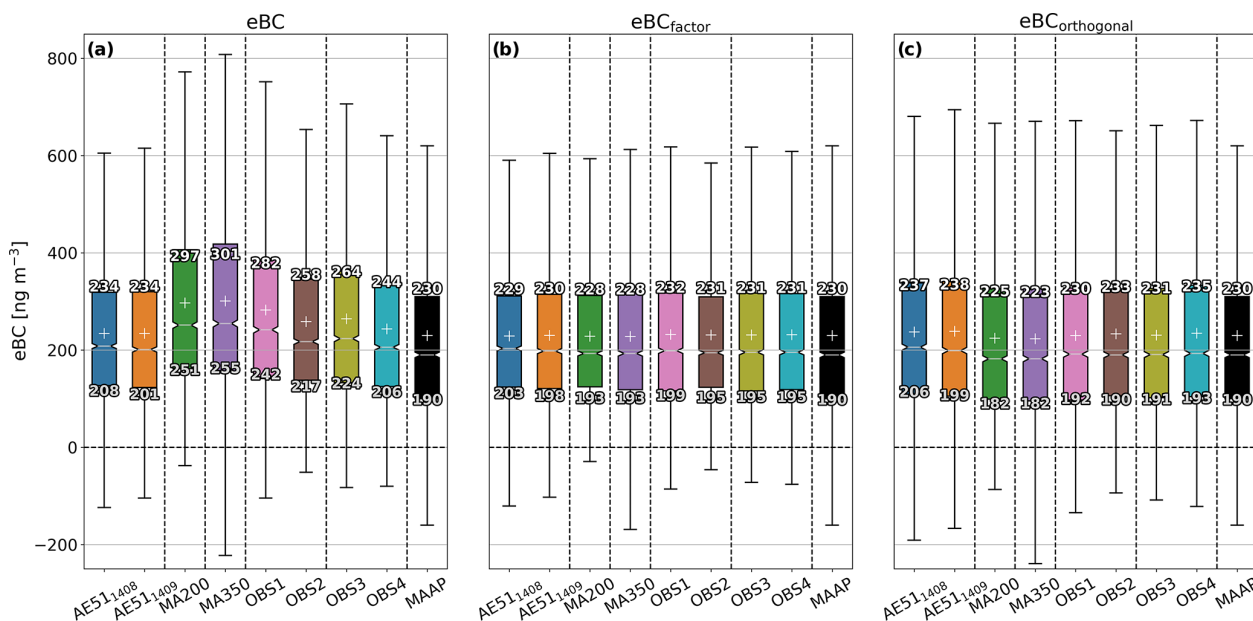 eBC
eBC_factor
eBC_orthogonal
(a)
(b)
(c)
eBC [ng m⁻³]
800
600
400
200
0
−200
234 234 297 301 282 258 264 244 230
208 201 251 255 242 217 224 206 190
229 230 228 228 232 231 231 231 230
203 198 193 193 199 195 195 195 190
237 238 225 223 230 233 231 235 230
206 199 182 182 192 190 191 193 190
AE51₁₄₀₈ AE51₁₄₀₉ MA200 MA350 OBS1 OBS2 OBS3 OBS4 MAAP
AE51₁₄₀₈ AE51₁₄₀₉ MA200 MA350 OBS1 OBS2 OBS3 OBS4 MAAP
AE51₁₄₀₈ AE51₁₄₀₉ MA200 MA350 OBS1 OBS2 OBS3 OBS4 MAAP